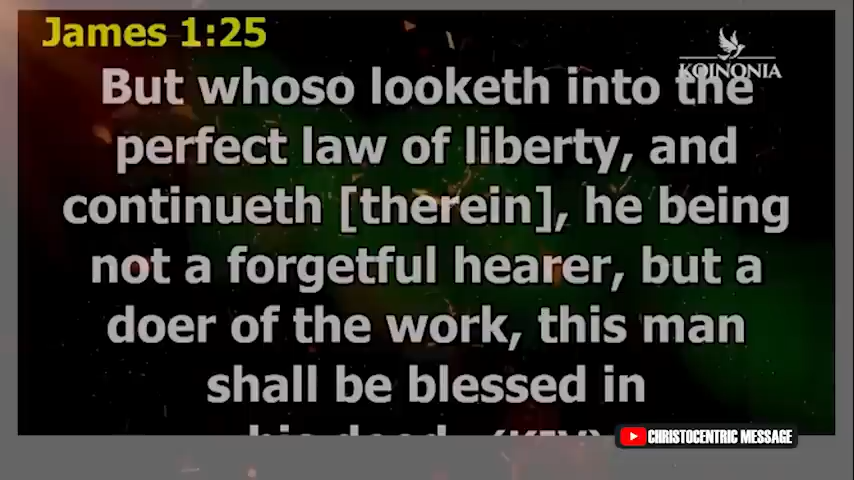 James 1:25
KOINONIA
But whoso looketh into the
perfect law of liberty, and
continueth [therein], he being
not a forgetful hearer, but a
doer of the work, this man
shall be blessed in
CHRISTOCENTRIC MESSAGE